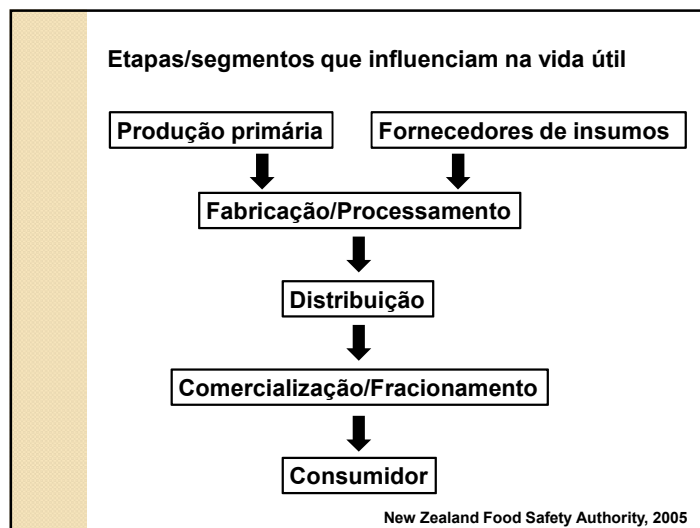 Etapas/segmentos que influenciam na vida útil
Produção primária
Fornecedores de insumos
Fabricação/Processamento
Distribuição
Comercialização/Fracionamento
Consumidor
New Zealand Food Safety Authority, 2005